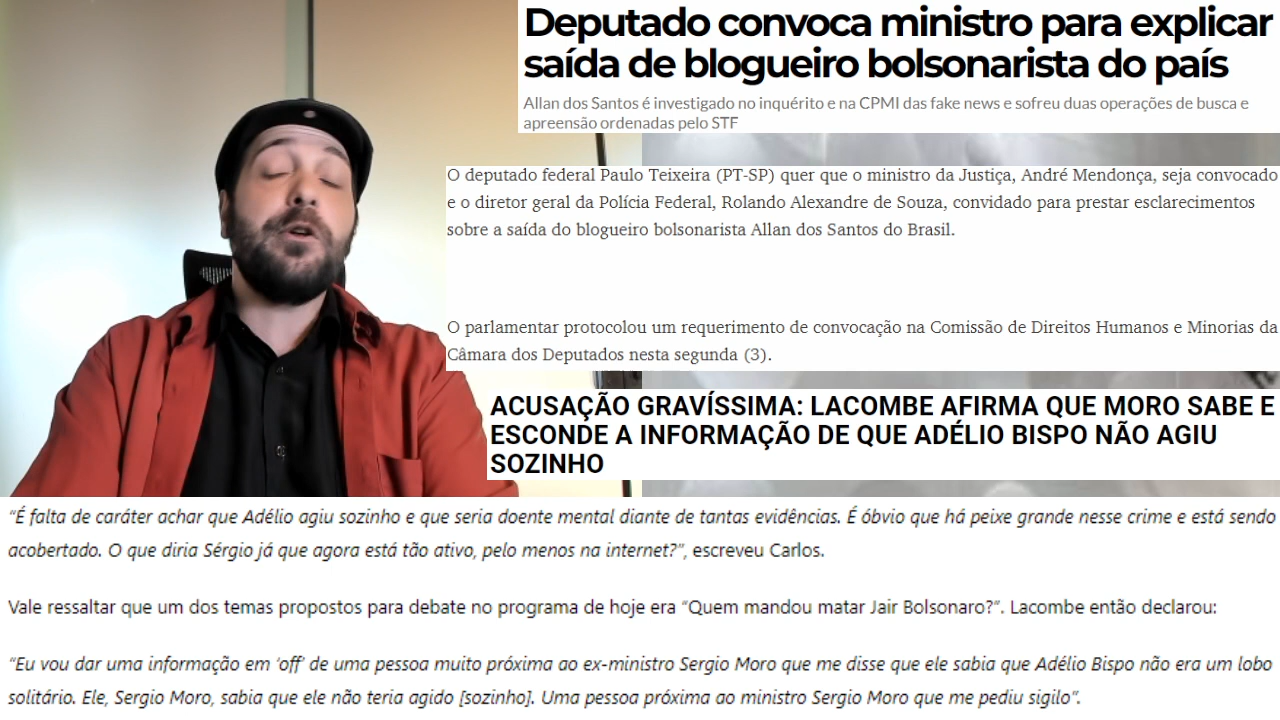 Deputado convoca ministro para explicar
saída de blogueiro bolsonarista do país
Allan dos Santos é investigado no inquérito e na CPMI das fake news e sofreu duas operações de busca e
apreensão ordenadas pelo STF
O deputado federal Paulo Teixeira (PT-SP) quer que o ministro da Justiça, André Mendonça, seja convocado
e o diretor geral da Polícia Federal, Rolando Alexandre de Souza, convidado para prestar esclarecimentos
sobre a saída do blogueiro bolsonarista Allan dos Santos do Brasil.
O parlamentar protocolou um requerimento de convocação na Comissão de Direitos Humanos e Minorias da
Câmara dos Deputados nesta segunda (3).
ACUSAÇÃO GRAVÍSSIMA: LACOMBE AFIRMA QUE MORO SABE E
ESCONDE A INFORMAÇÃO DE QUE ADÉLIO BISPO NÃO AGIU
SOZINHO
“É falta de caráter achar que Adélio agiu sozinho e que seria doente mental diante de tantas evidências. É óbvio que há peixe grande nesse crime e está sendo
acobertado. O que diria Sérgio já que agora está tão ativo, pelo menos na internet?”, escreveu Carlos.
Vale ressaltar que um dos temas propostos para debate no programa de hoje era “Quem mandou matar Jair Bolsonaro?”. Lacombe então declarou:
“Eu vou dar uma informação em ‘off’ de uma pessoa muito próxima ao ex-ministro Sergio Moro que me disse que ele sabia que Adélio Bispo não era um lobo
solitário. Ele, Sergio Moro, sabia que ele não teria agido [sozinho]. Uma pessoa próxima ao ministro Sergio Moro que me pediu sigilo”.